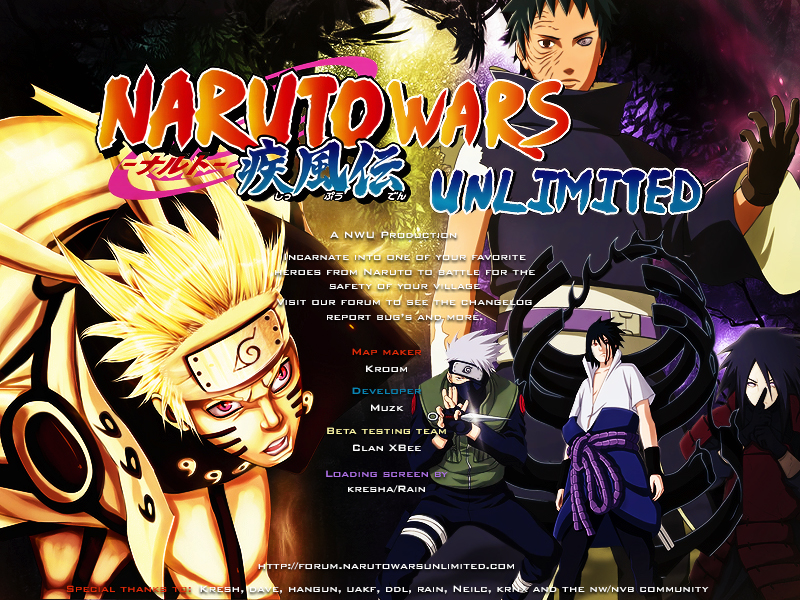 NARUTO WARS
-ナルト-
疾風伝
しっ ぷう でん
UNLIMITED
A NWU Production
Incarnate into one of your favorite
heroes from Naruto to battle for the
safety of your village
Visit our forum to see the changelog
report bug's and more.
Map maker
Kroom
Developer
Muzk
Beta testing team
Clan XBee
Loading screen by
kresha/Rain
http://forum.narutowarsunlimited.com
Special thanks to: Kresh, dave, hangun, uakf, ddl, rain, Neilc, krnx and the nw/nvb community